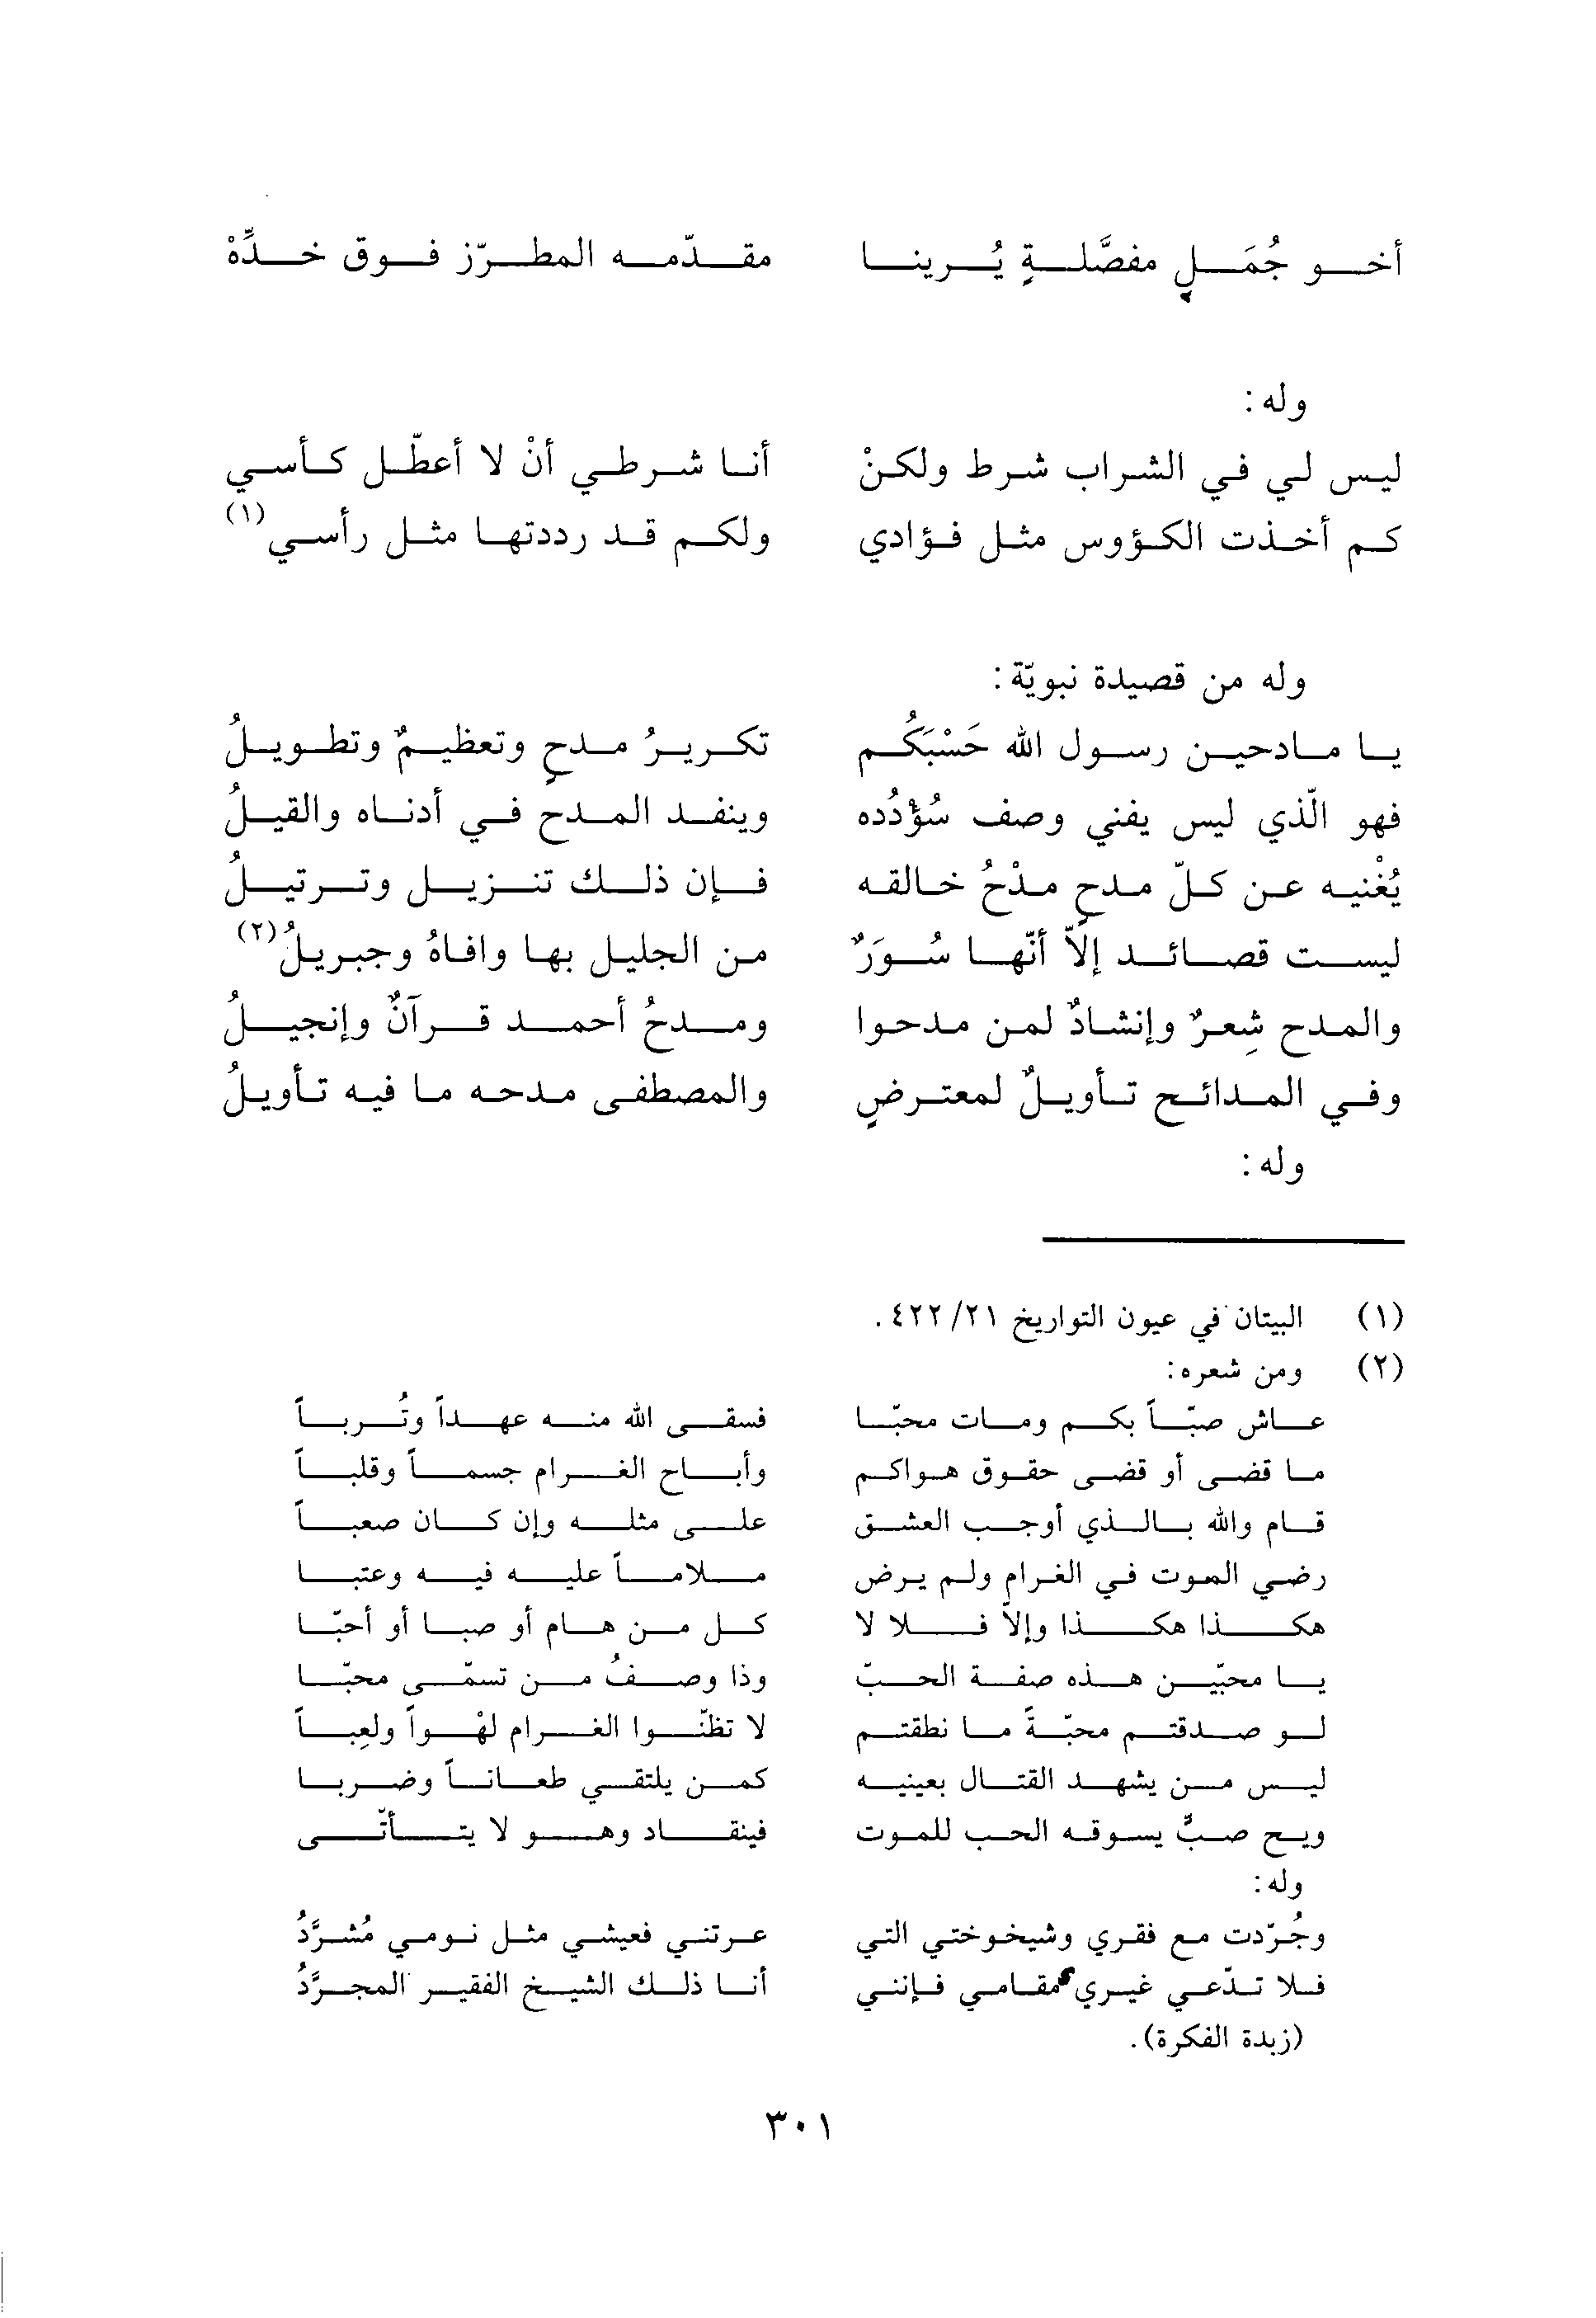 أخو جُمَلٍ مفصَّلةٍ يُرينا مقدّمه المطرّز فوق خدِّهْ
وله:
ليس لي في الشراب شرط ولكنْ أنا شرطي أنْ لا أعطّل كأسي
كم أخذت الكؤوس مثل فؤادي ولكم قد رددتها مثل رأسي(١)
وله من قصيدة نبويّة:
يا مادحين رسول الله حَسْبَكُم تكريرُ مدحٍ وتعظيمٌ وتطويلُ
فهو الّذي ليس يفني وصف سُؤدُده وينفد المدح في أدناه والقيلُ
يُغْنيه عن كلّ مدحٍ مدْحُ خالقه فإن ذلك تنزيل وترتيلُ
ليست قصائد إلاّ أنّها سُوَرٌ من الجليل بها وافاهُ وجبريلُ(٢)
والمدح شِعرٌ وإنشادٌ لمن مدحوا ومدحُ أحمد قرآنٌ وإنجيلُ
وفي المدائح تأويلٌ لمعترضٍ والمصطفى مدحه ما فيه تأويلُ
وله:
(١) البيتان في عيون التواريخ ٢١/ ٤٢٢.
(٢) ومن شعره:
عاش صبّاً بكم ومات محبّا فسقى الله منه عهداً وتُرباً
ما قضى أو قضى حقوق هواكم وأباح الغرام جسماً وقلباً
قام والله بالذي أوجب العشق على مثله وإن كان صعباً
رضي الموت في الغرام ولم يرض ملاماً عليه فيه وعتبا
هكذا هكذا وإلاّ فلا لا كل من هام أو صبا أو أحبّا
يا محبّين هذه صفة الحبّ وذا وصفُ من تسمّى محبّا
لو صدقتم محبّةً ما نطقتم لا تظنّوا الغرام لهْواً ولعِباً
ليس من يشهد القتال بعينيه كمن يلتقي طعاناً وضربا
ويح صبٍّ يسوقه الحب للموت فينقاد وهو لا يتأتّى
وله:
وجُرّدت مع فقري وشيخوختي التي عرتني فعيشي مثل نومي مُشرَّدُ
فلا تدّعي غيري مقامي فإنني أنا ذلك الشيخ الفقير المجرَّدُ
(زبدة الفكرة).
٣٠١